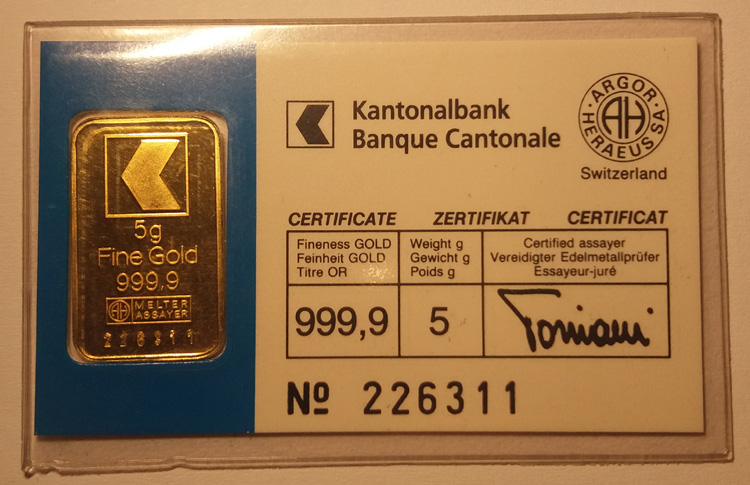 5g
Fine Gold
999,9
AH MELTER
ASSAYER
226311
Kantonalbank
Banque Cantonale
ARGOR·
HERAEUS SA
AH
Switzerland
CERTIFICATE ZERTIFIKAT CERTIFICAT
Fineness GOLD
Feinheit GOLD
Titre OR
Weight g
Gewicht g
Poids g
Certified assayer
Vereidigter Edelmetallprüfer
Essayeur-juré
999,9 5
Nº 226311